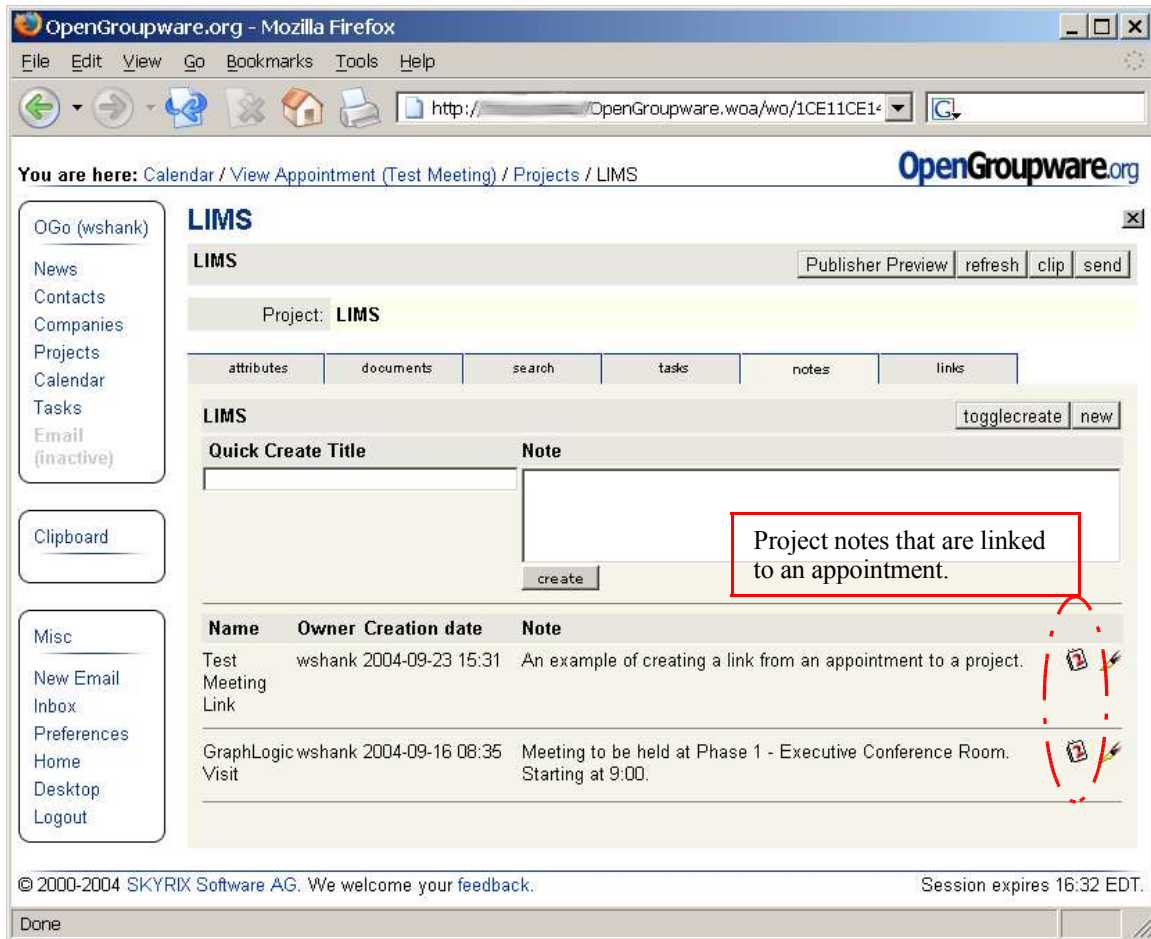 OpenGroupware.org - Mozilla Firefox
File Edit View Go Bookmarks Tools Help
http:// /OpenGroupware.woa/wo/1CE11CE14
G
You are here: Calendar / View Appointment (Test Meeting) / Projects / LIMS
OpenGroupware.org
OGo (wshank)
News
Contacts
Companies
Projects
Calendar
Tasks
Email
(inactive)
Clipboard
Misc
New Email
Inbox
Preferences
Home
Desktop
Logout
LIMS
LIMS
Publisher Preview refresh clip send
Project: LIMS
attributes documents search tasks notes links
LIMS
togglecreate new
Quick Create Title Note
Project notes that are linked
to an appointment.
create
Name Owner Creation date Note
Test wshank 2004-09-23 15:31 An example of creating a link from an appointment to a project.
Meeting
Link
GraphLogic wshank 2004-09-16 08:35 Meeting to be held at Phase 1 - Executive Conference Room.
Visit Starting at 9:00.
© 2000-2004 SKYRIX Software AG. We welcome your feedback.
Session expires 16:32 EDT.
Done